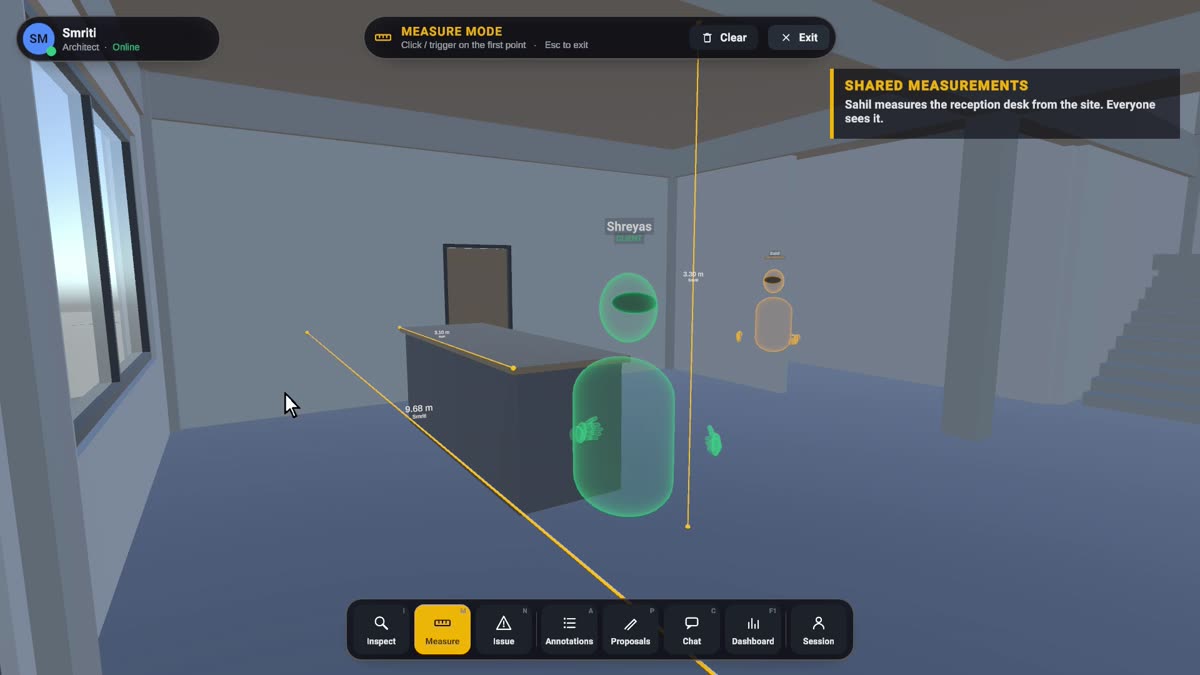 SM
Smriti
Architect · Online
MEASURE MODE
Click / trigger on the first point · Esc to exit
Clear
Exit
SHARED MEASUREMENTS
Sahil measures the reception desk from the site. Everyone
sees it.
Shreyas
CLIENT
3.30 m
9.68 m
Smriti
I
Inspect
M
Measure
N
Issue
A
Annotations
P
Proposals
C
Chat
F1
Dashboard
Session